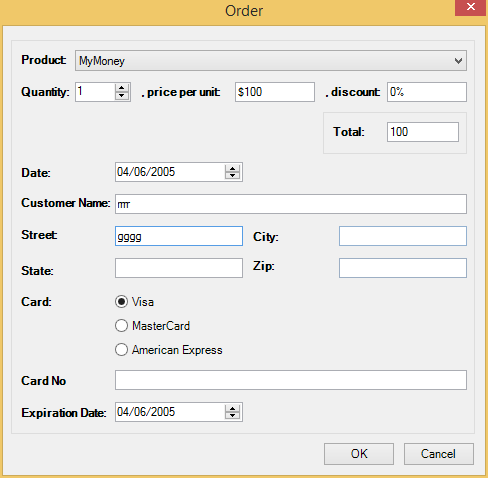 Order
Product: MyMoney
Quantity: 1 , price per unit: $100 , discount: 0%
Total: 100
Date: 04/06/2005
Customer Name: rrrr
Street: gggg City:
State: Zip:
Card: Visa
MasterCard
American Express
Card No
Expiration Date: 04/06/2005
OK Cancel